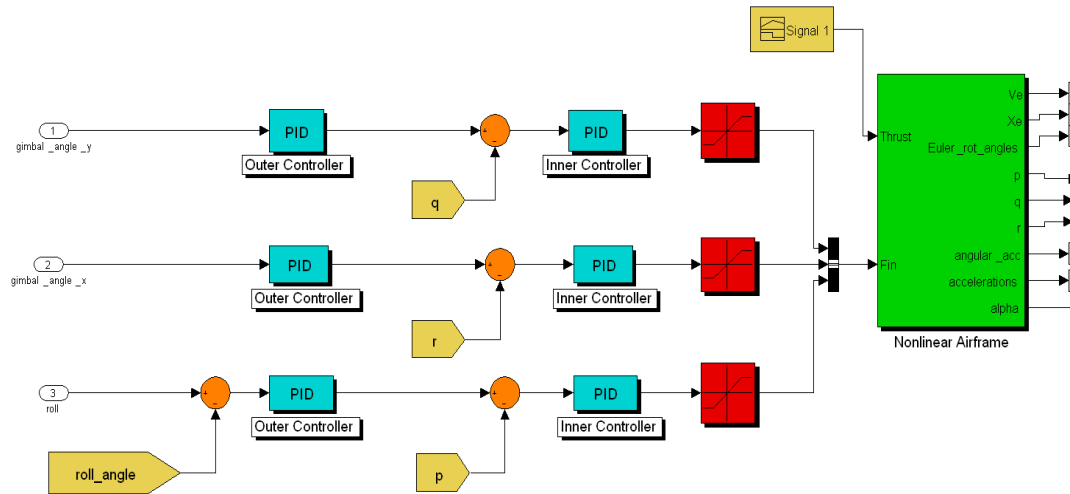 Signal 1
1
gimbal _angle _y
PID
Outer Controller
+
−
q
PID
Inner Controller
2
gimbal _angle _x
PID
Outer Controller
+
−
r
PID
Inner Controller
3
roll
+
−
roll_angle
PID
Outer Controller
+
−
p
PID
Inner Controller
Thrust
Fin
Ve
Xe
Euler _rot_angles
p
q
r
angular _acc
accelerations
alpha
Nonlinear Airframe